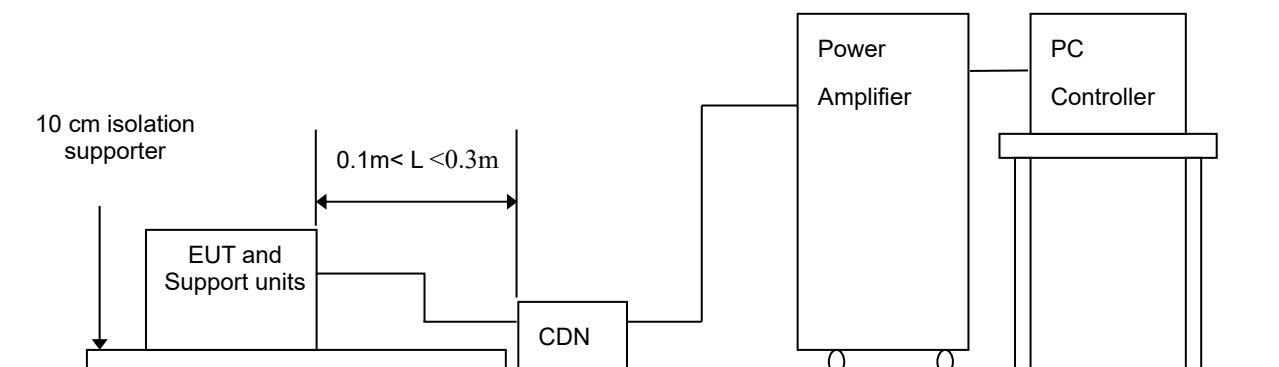 Power
Amplifier
PC
Controller
10 cm isolation
supporter
0.1m< L <0.3m
EUT and
Support units
CDN